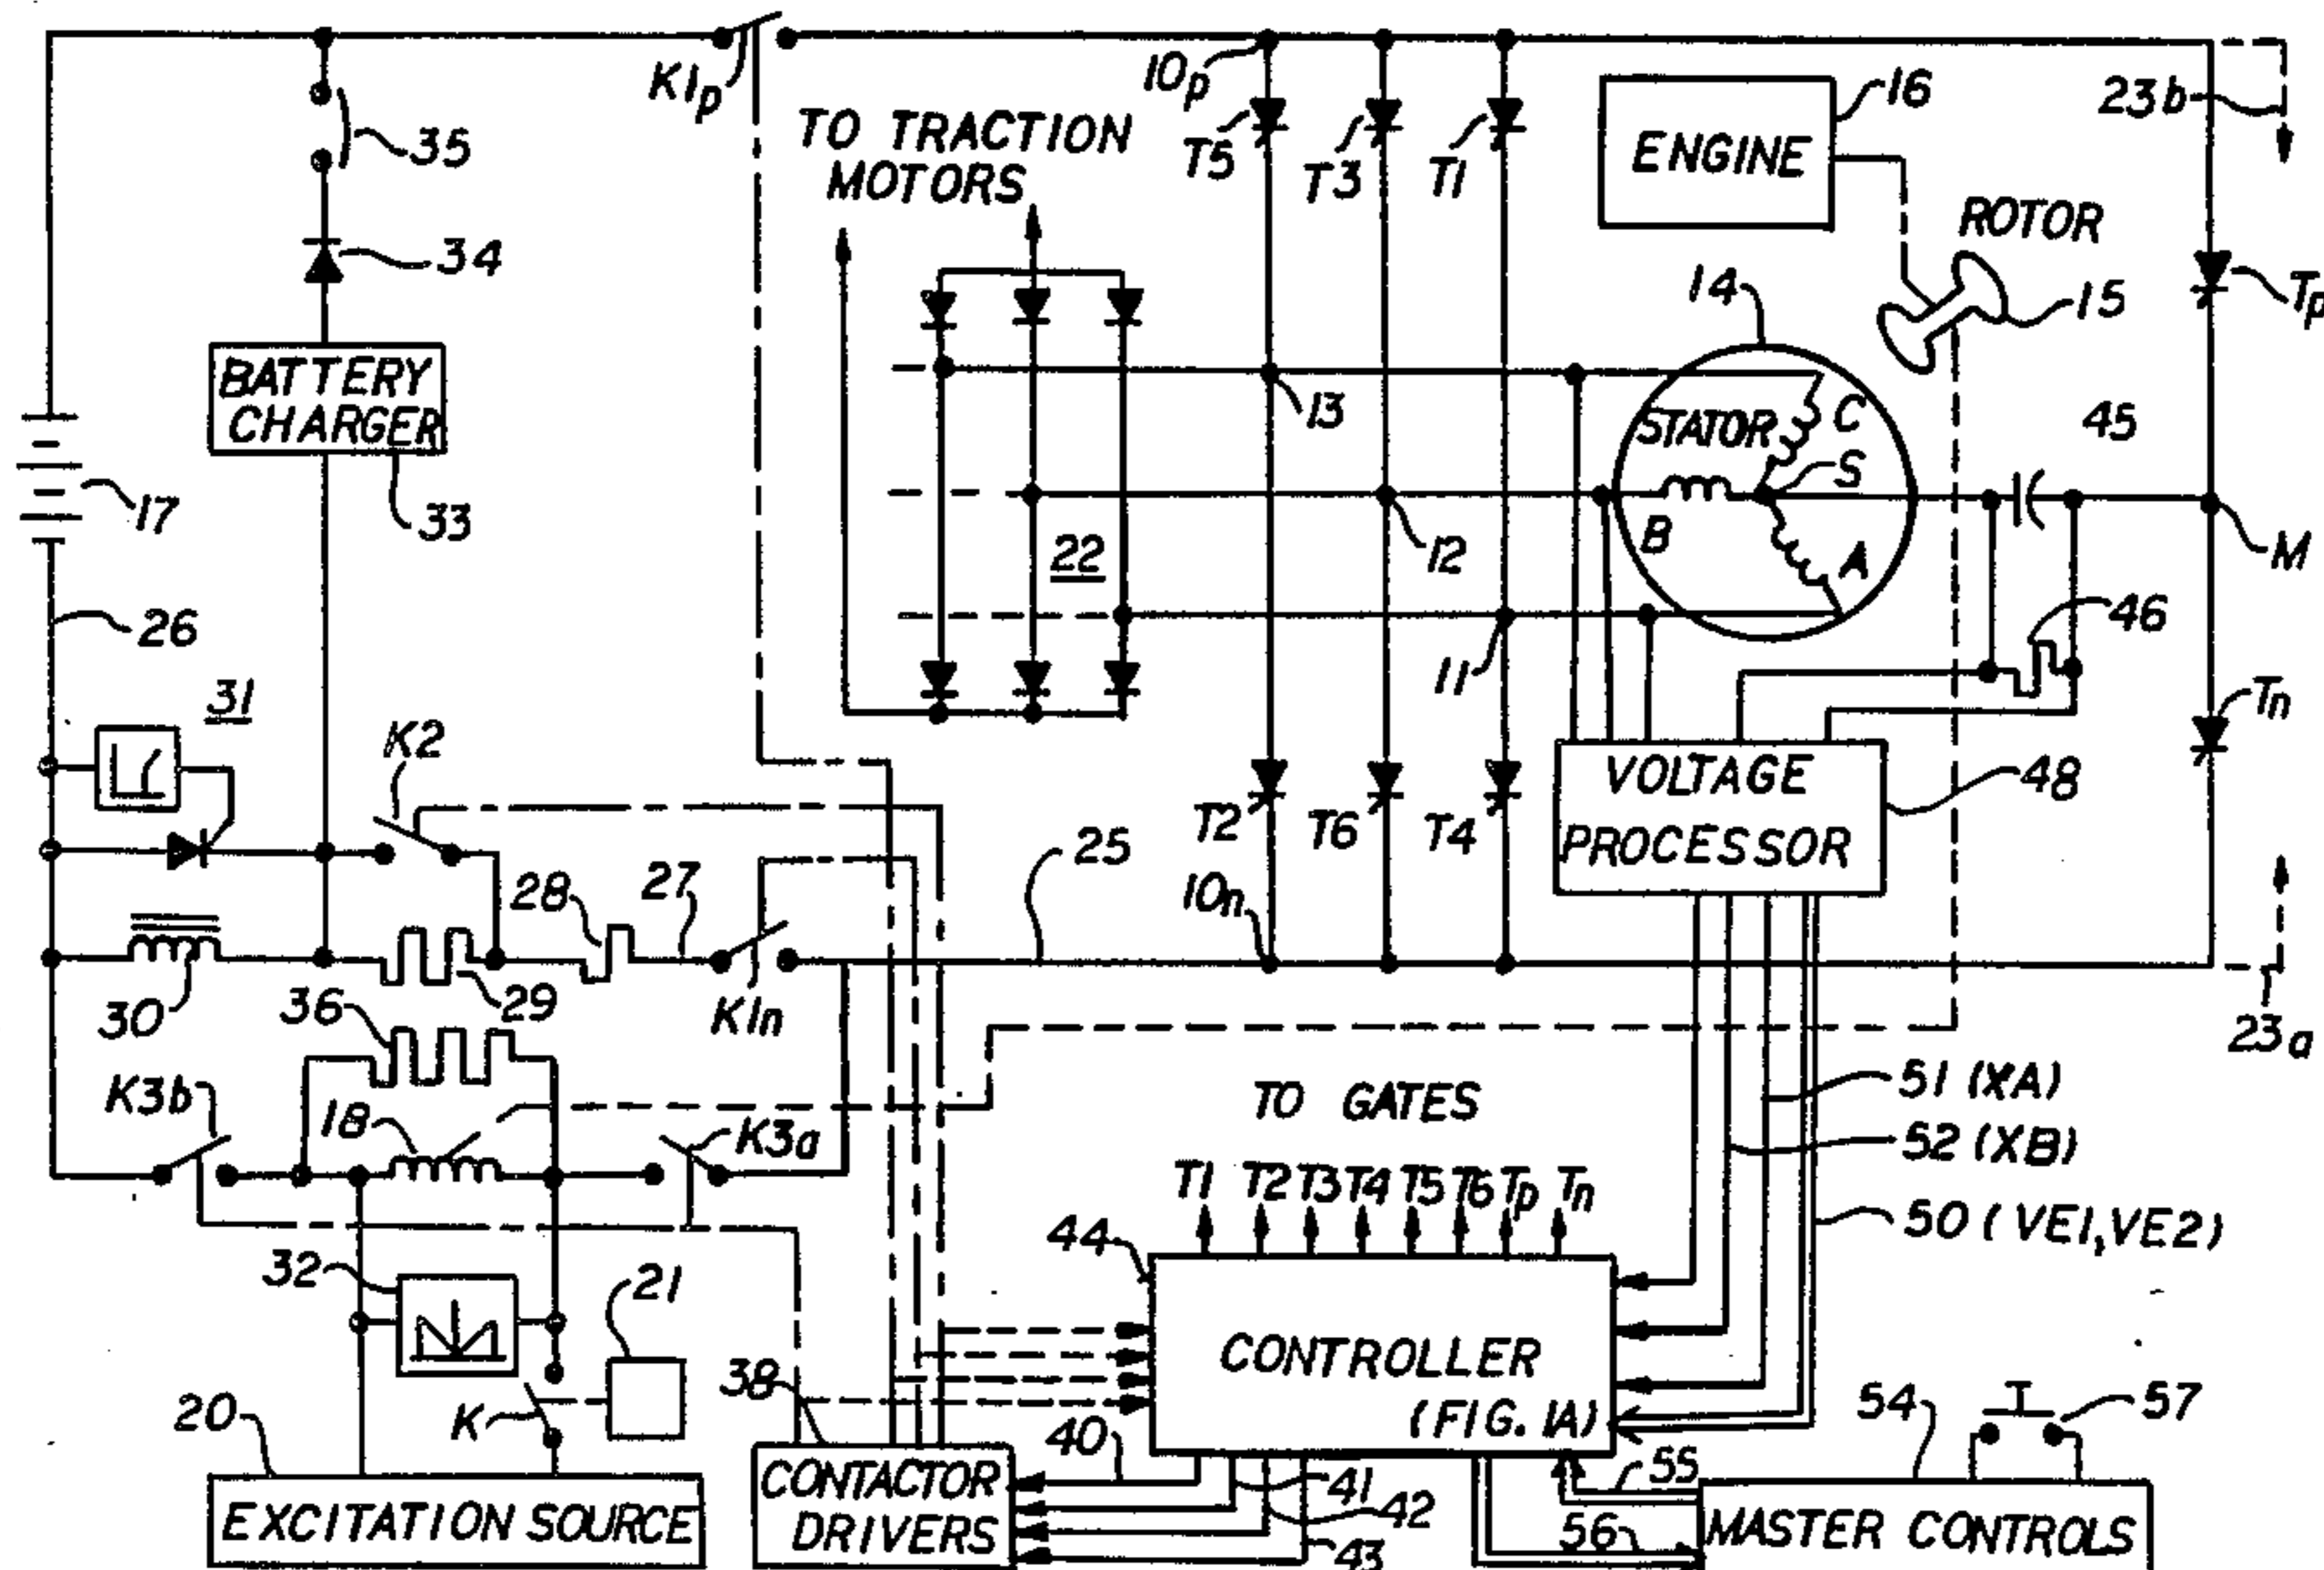 K1p
10p
16
23b
35
TO TRACTION
MOTORS
T5
T3
T1
ENGINE
ROTOR
34
14
15
Tp
BATTERY
CHARGER
13
STATOR
C
45
S
17
33
B
12
A
M
22
26
46
11
31
K2
Tn
VOLTAGE
PROCESSOR
48
T2
T6
T4
25
28
27
10n
30
29
K1n
36
23a
K3b
18
K3a
TO GATES
51 (XA)
52 (XB)
T1 T2 T3 T4 T5 T6 Tp Tn
50 (VE1, VE2)
44
32
21
CONTROLLER
(FIG. 1A)
38
20
K
40
54
57
CONTACTOR
DRIVERS
41
42
43
55
EXCITATION SOURCE
56
MASTER CONTROLS